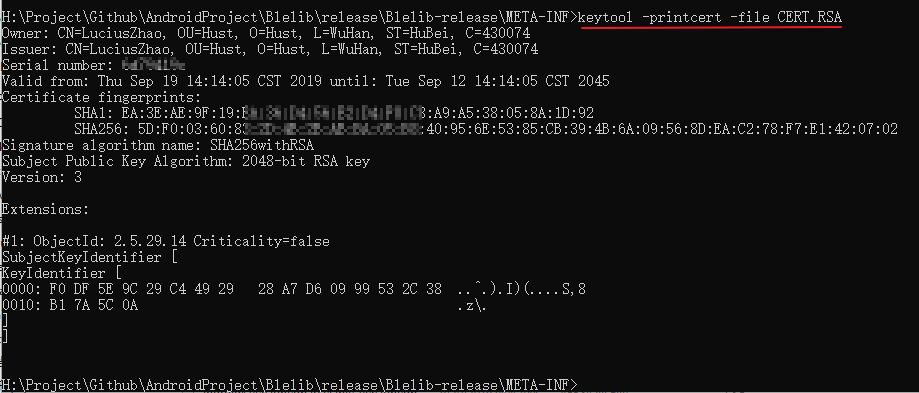 H:\Project\Github\AndroidProject\Blelib\release\Blelib-release\META-INF>keytool -printcert -file CERT.RSA
Owner: CN=LuciusZhao, OU=Hust, O=Hust, L=WuHan, ST=HuBei, C=430074
Issuer: CN=LuciusZhao, OU=Hust, O=Hust, L=WuHan, ST=HuBei, C=430074
Serial number:
Valid from: Thu Sep 19 14:14:05 CST 2019 until: Tue Sep 12 14:14:05 CST 2045
Certificate fingerprints:
SHA1: EA:3E:AE:9F:19: :A9:A5:38:05:8A:1D:92
SHA256: 5D:F0:03:60: :40:95:6E:53:85:CB:39:4B:6A:09:56:8D:EA:C2:78:F7:E1:42:07:02
Signature algorithm name: SHA256withRSA
Subject Public Key Algorithm: 2048-bit RSA key
Version: 3
Extensions:
#1: ObjectId: 2.5.29.14 Criticality=false
SubjectKeyIdentifier [
KeyIdentifier [
0000: F0 DF 5E 9C 29 C4 49 29 28 A7 D6 09 99 53 2C 38 ..^.).I)(....S,8
0010: B1 7A 5C 0A .z\.
]
]
H:\Project\Github\AndroidProject\Blelib\release\Blelib-release\META-INF>